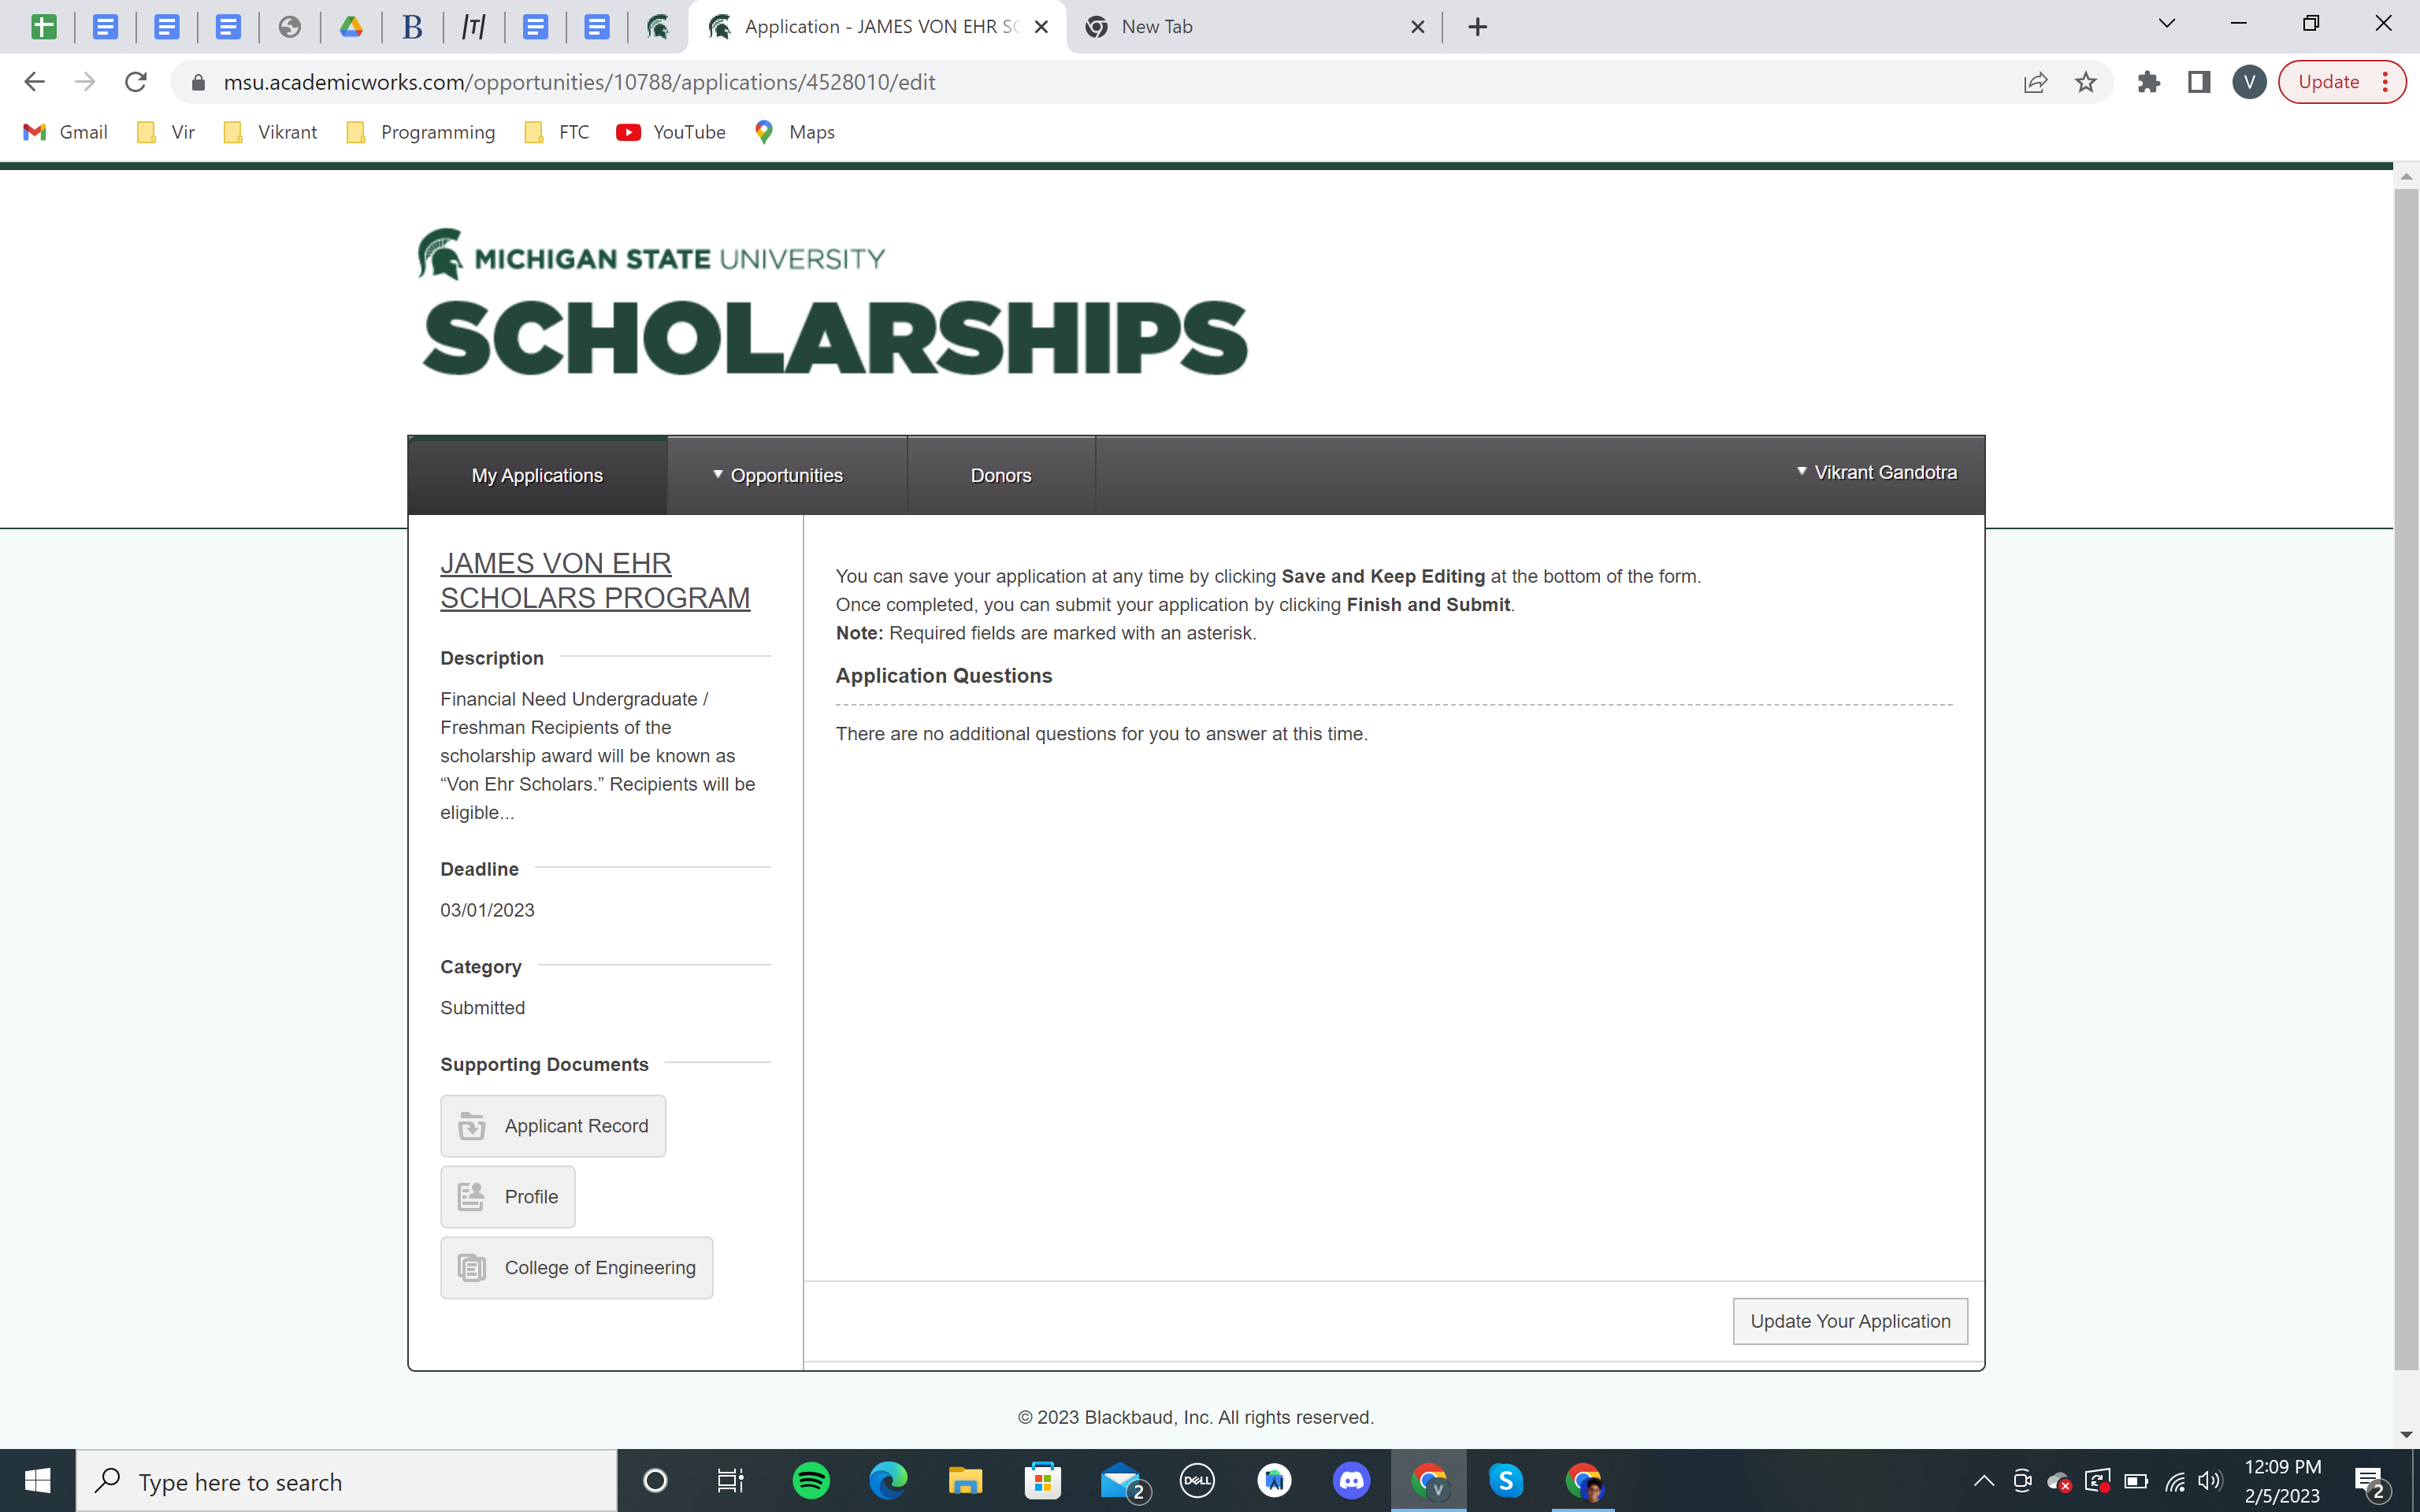 Application - JAMES VON EHR SC
New Tab
msu.academicworks.com/opportunities/10788/applications/4528010/edit
V
Update
Gmail
Vir
Vikrant
Programming
FTC
YouTube
Maps
MICHIGAN STATE UNIVERSITY
SCHOLARSHIPS
My Applications
Opportunities
Donors
Vikrant Gandotra
JAMES VON EHR
SCHOLARS PROGRAM
Description
Financial Need Undergraduate /
Freshman Recipients of the
scholarship award will be known as
“Von Ehr Scholars.” Recipients will be
eligible...
Deadline
03/01/2023
Category
Submitted
Supporting Documents
Applicant Record
Profile
College of Engineering
You can save your application at any time by clicking Save and Keep Editing at the bottom of the form.
Once completed, you can submit your application by clicking Finish and Submit.
Note: Required fields are marked with an asterisk.
Application Questions
There are no additional questions for you to answer at this time.
Update Your Application
© 2023 Blackbaud, Inc. All rights reserved.
Type here to search
2
DELL
V
S
12:09 PM
2/5/2023
2